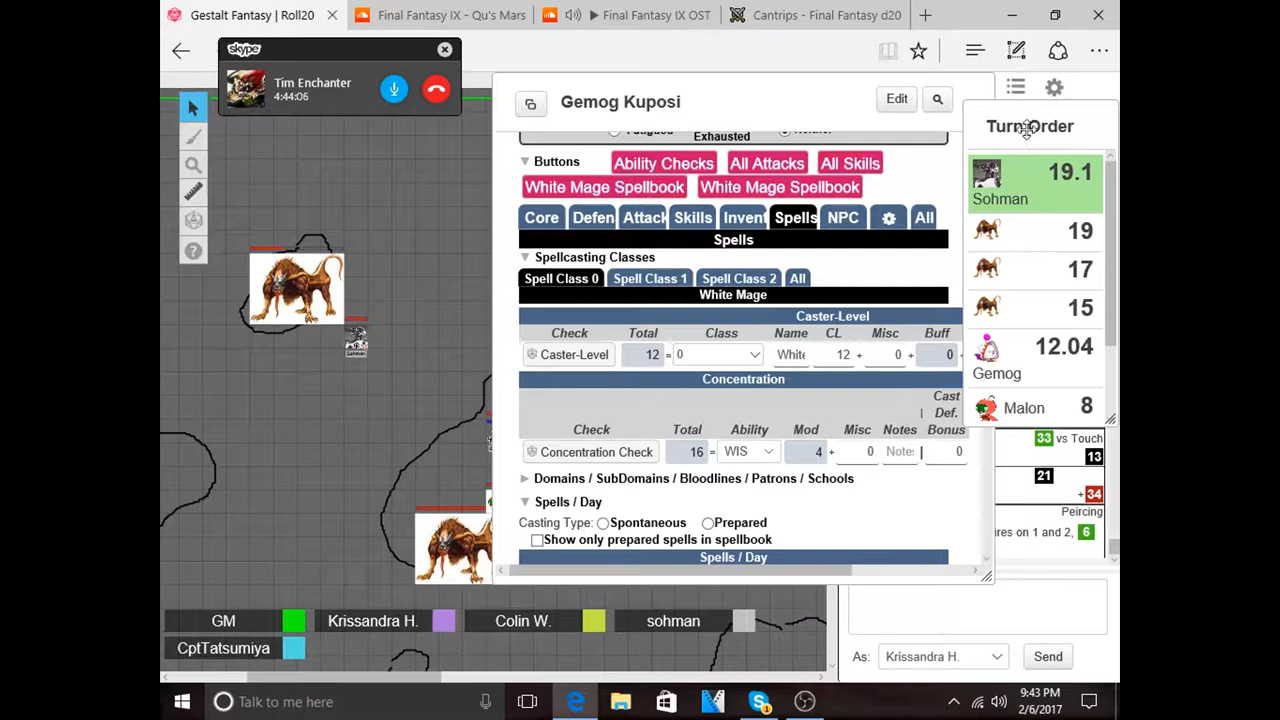 Gestalt Fantasy | Roll20
Final Fantasy IX - Qu's Mars
Final Fantasy IX OST
Cantrips - Final Fantasy d20
skype
Tim Enchanter
4:44:06
Gemog Kuposi
Edit
Turn Order
Exhausted
Buttons
Ability Checks
All Attacks
All Skills
White Mage Spellbook
White Mage Spellbook
Core
Defen
Attack
Skills
Invent
Spells
NPC
All
Spells
Spellcasting Classes
Spell Class 0
Spell Class 1
Spell Class 2
All
White Mage
Caster-Level
Check Total Class Name CL Misc Buff
Caster-Level 12 = 0 White 12 + 0 + 0
Concentration
Cast
| Def.
Check Total Ability Mod Misc Notes Bonus
Concentration Check 16 = WIS 4 + 0 Note: 0
Domains / SubDomains / Bloodlines / Patrons / Schools
Spells / Day
Casting Type: Spontaneous Prepared
Show only prepared spells in spellbook
Spells / Day
19.1
Sohman
19
17
15
12.04
Gemog
Malon 8
33 vs Touch
13
21
+ 34
Peircing
ires on 1 and 2, 6
Sohman
GM
Krissandra H.
Colin W.
sohman
CptTatsumiya
As: Krissandra H. Send
Talk to me
9:43 PM
2/6/2017